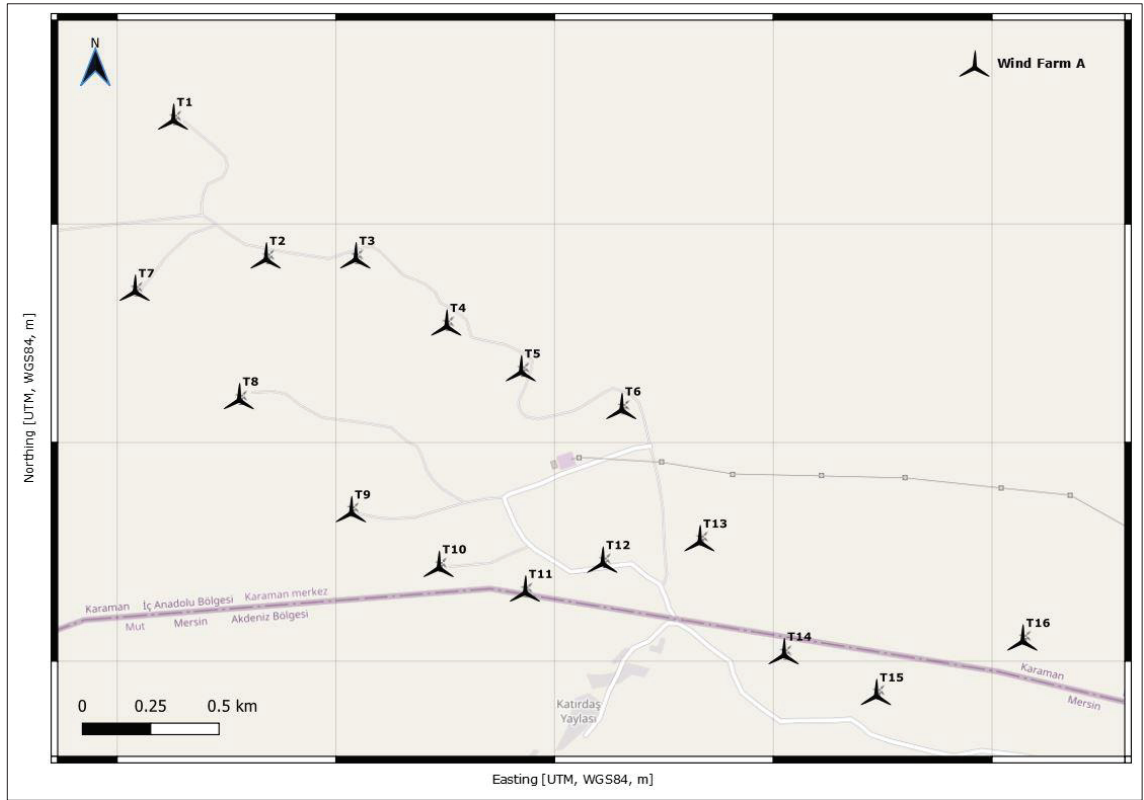 N
Wind Farm A
T1
T2
T3
T7
T4
T5
T8
T6
T9
T13
T12
T10
T11
Karaman
İç Anadolu Bölgesi
Karaman merkez
Mut
Mersin
Akdeniz Bölgesi
T16
T14
Karaman
T15
Mersin
Katırdaş
Yaylası
0 0.25 0.5 km
Northing [UTM, WGS84, m]
Easting [UTM, WGS84, m]